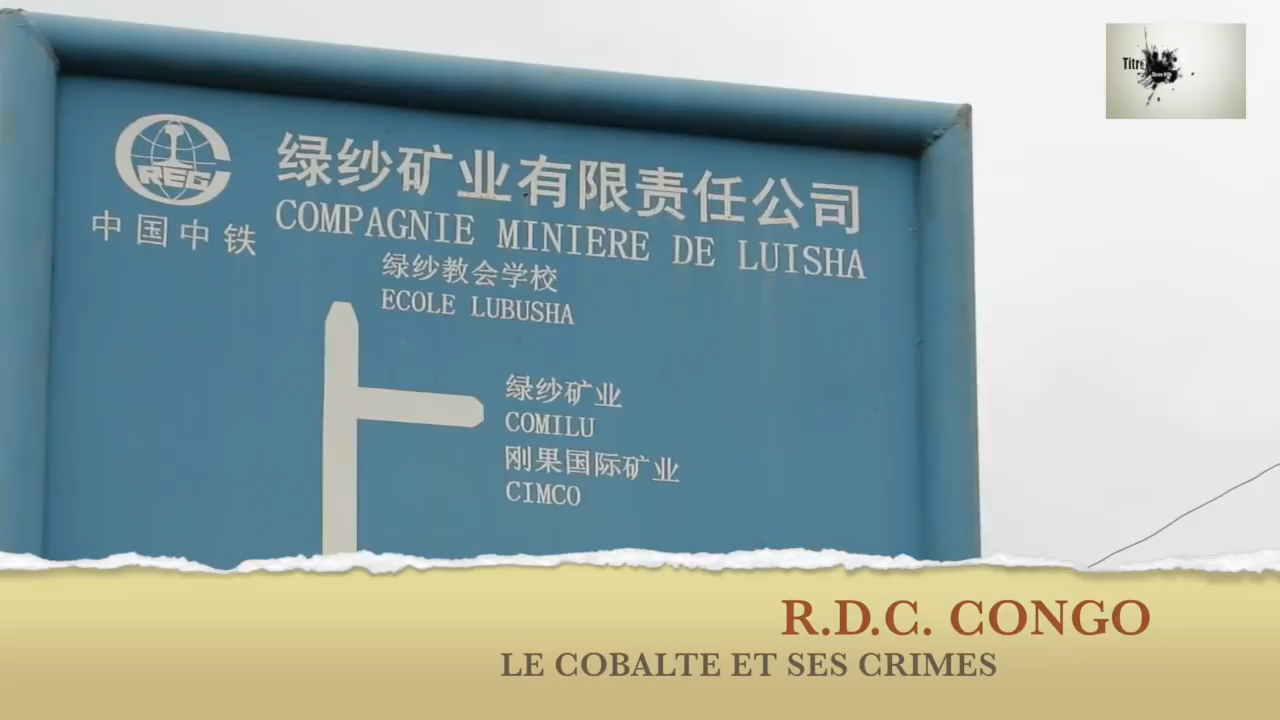 Titre
CREG
中国中铁
绿纱矿业有限责任公司
COMPAGNIE MINIERE DE LUISHA
绿纱教会学校
ECOLE LUBUSHA
绿纱矿业
COMILU
刚果国际矿业
CIMCO
R.D.C. CONGO
LE COBALTE ET SES CRIMES